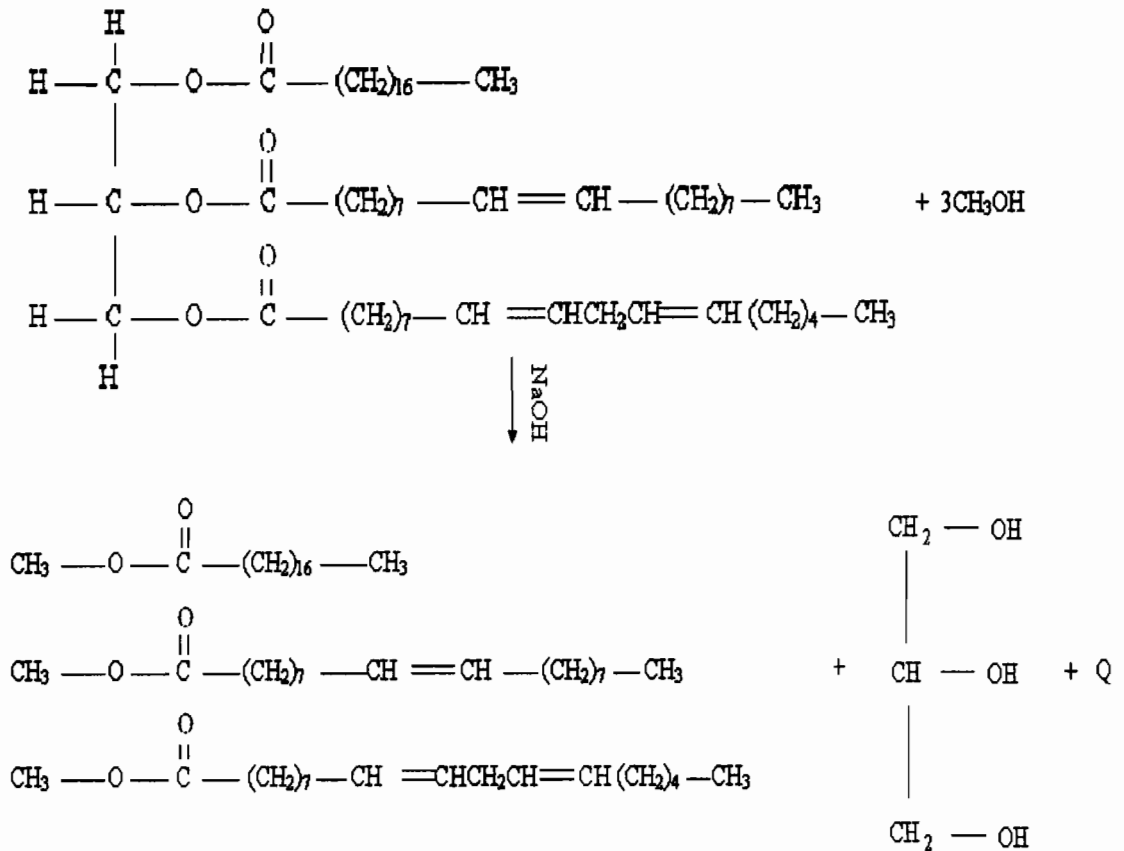 H
O
H — C — O — C — (CH₂)₁₆ — CH₃
O
H — C — O — C — (CH₂)₇ — CH = CH — (CH₂)₇ — CH₃ + 3CH₃OH
O
H — C — O — C — (CH₂)₇ — CH = CHCH₂CH = CH(CH₂)₄ — CH₃
H
NaOH
O
CH₃ — O — C — (CH₂)₁₆ — CH₃
CH₂ — OH
O
CH₃ — O — C — (CH₂)₇ — CH = CH — (CH₂)₇ — CH₃ + CH — OH + Q
O
CH₃ — O — C — (CH₂)₇ — CH = CHCH₂CH = CH(CH₂)₄ — CH₃
CH₂ — OH